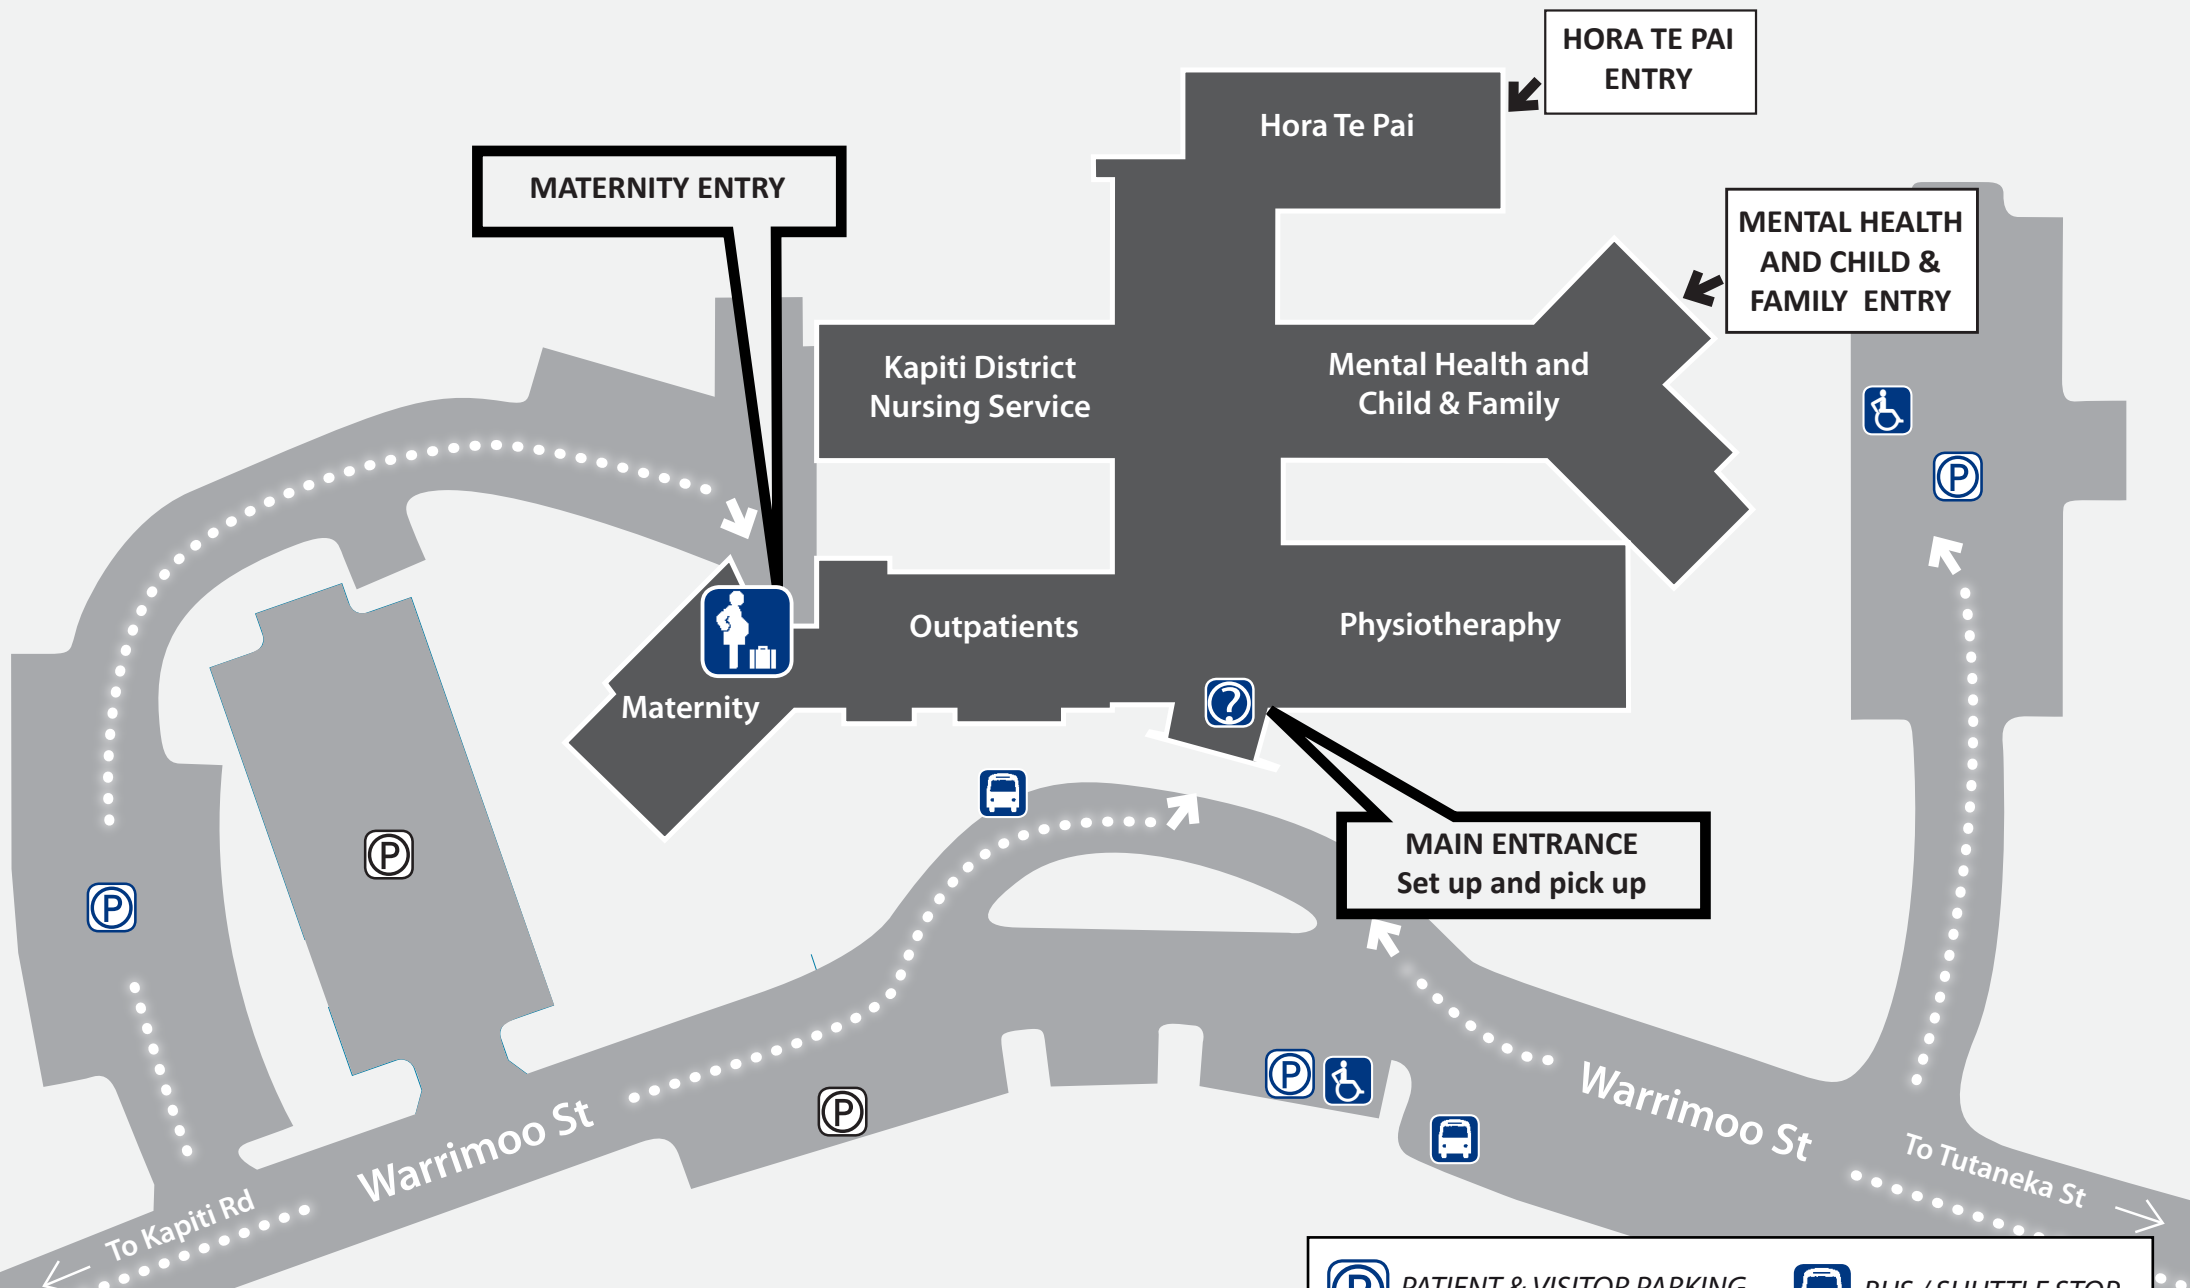 HORA TE PAI
ENTRY
Hora Te Pai
MATERNITY ENTRY
MENTAL HEALTH
AND CHILD &
FAMILY ENTRY
Kapiti District
Nursing Service
Mental Health and
Child & Family
P
Outpatients
Physiotheraphy
?
Maternity
MAIN ENTRANCE
Set up and pick up
P
P
P
P
Warrimoo St
Warrimoo St
To Kapiti Rd
To Tutaneka St
P PATIENT & VISITOR PARKING
BUS / SHUTTLE STOP